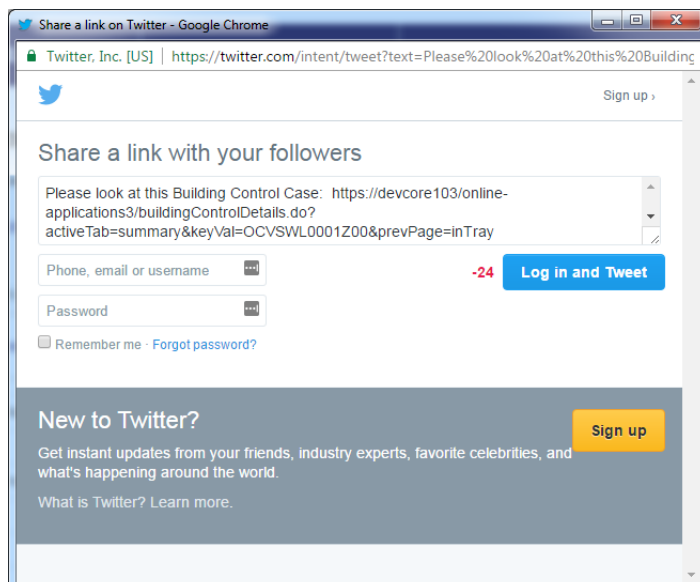 Share a link on Twitter - Google Chrome
Twitter, Inc. [US] | https://twitter.com/intent/tweet?text=Please%20look%20at%20this%20Building
Sign up ›
Share a link with your followers
Please look at this Building Control Case:  https://devcore103/online-
applications3/buildingControlDetails.do?
activeTab=summary&keyVal=OCVSWL0001Z00&prevPage=inTray
Phone, email or username
-24 Log in and Tweet
Password
Remember me · Forgot password?
New to Twitter?
Sign up
Get instant updates from your friends, industry experts, favorite celebrities, and
what's happening around the world.
What is Twitter? Learn more.